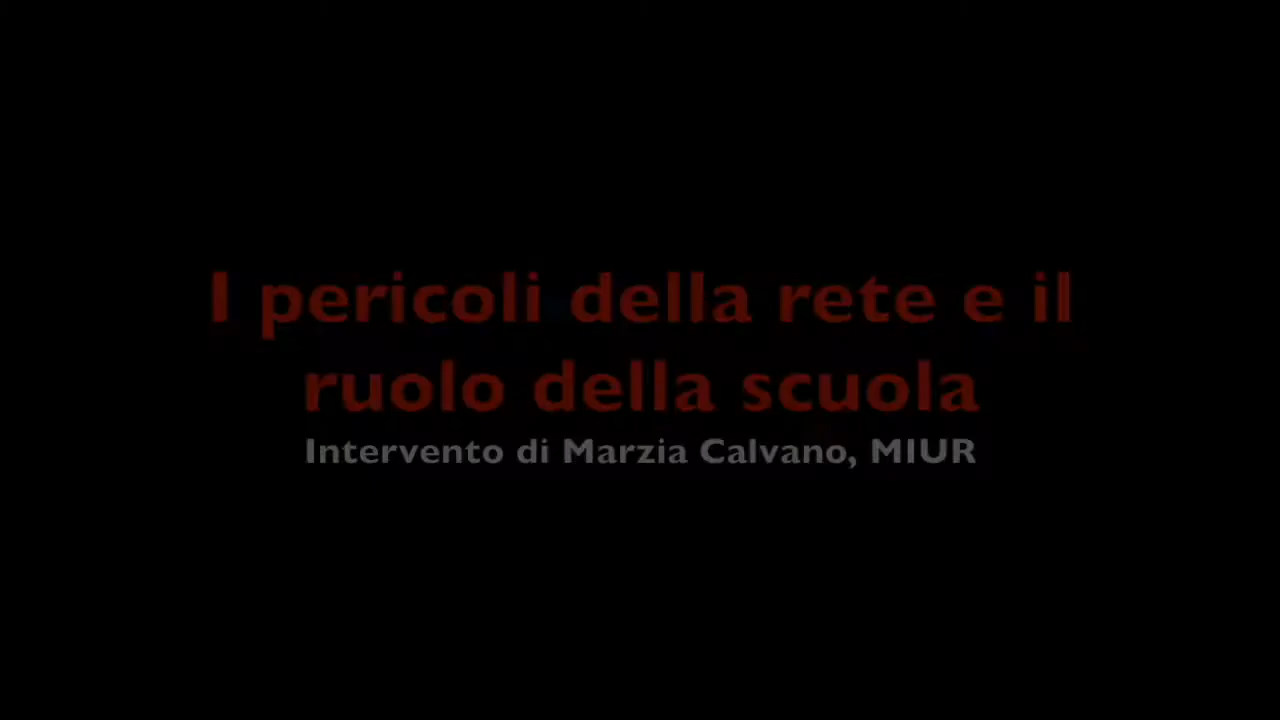 I pericoli della rete e il
ruolo della scuola
Intervento di Marzia Calvano, MIUR